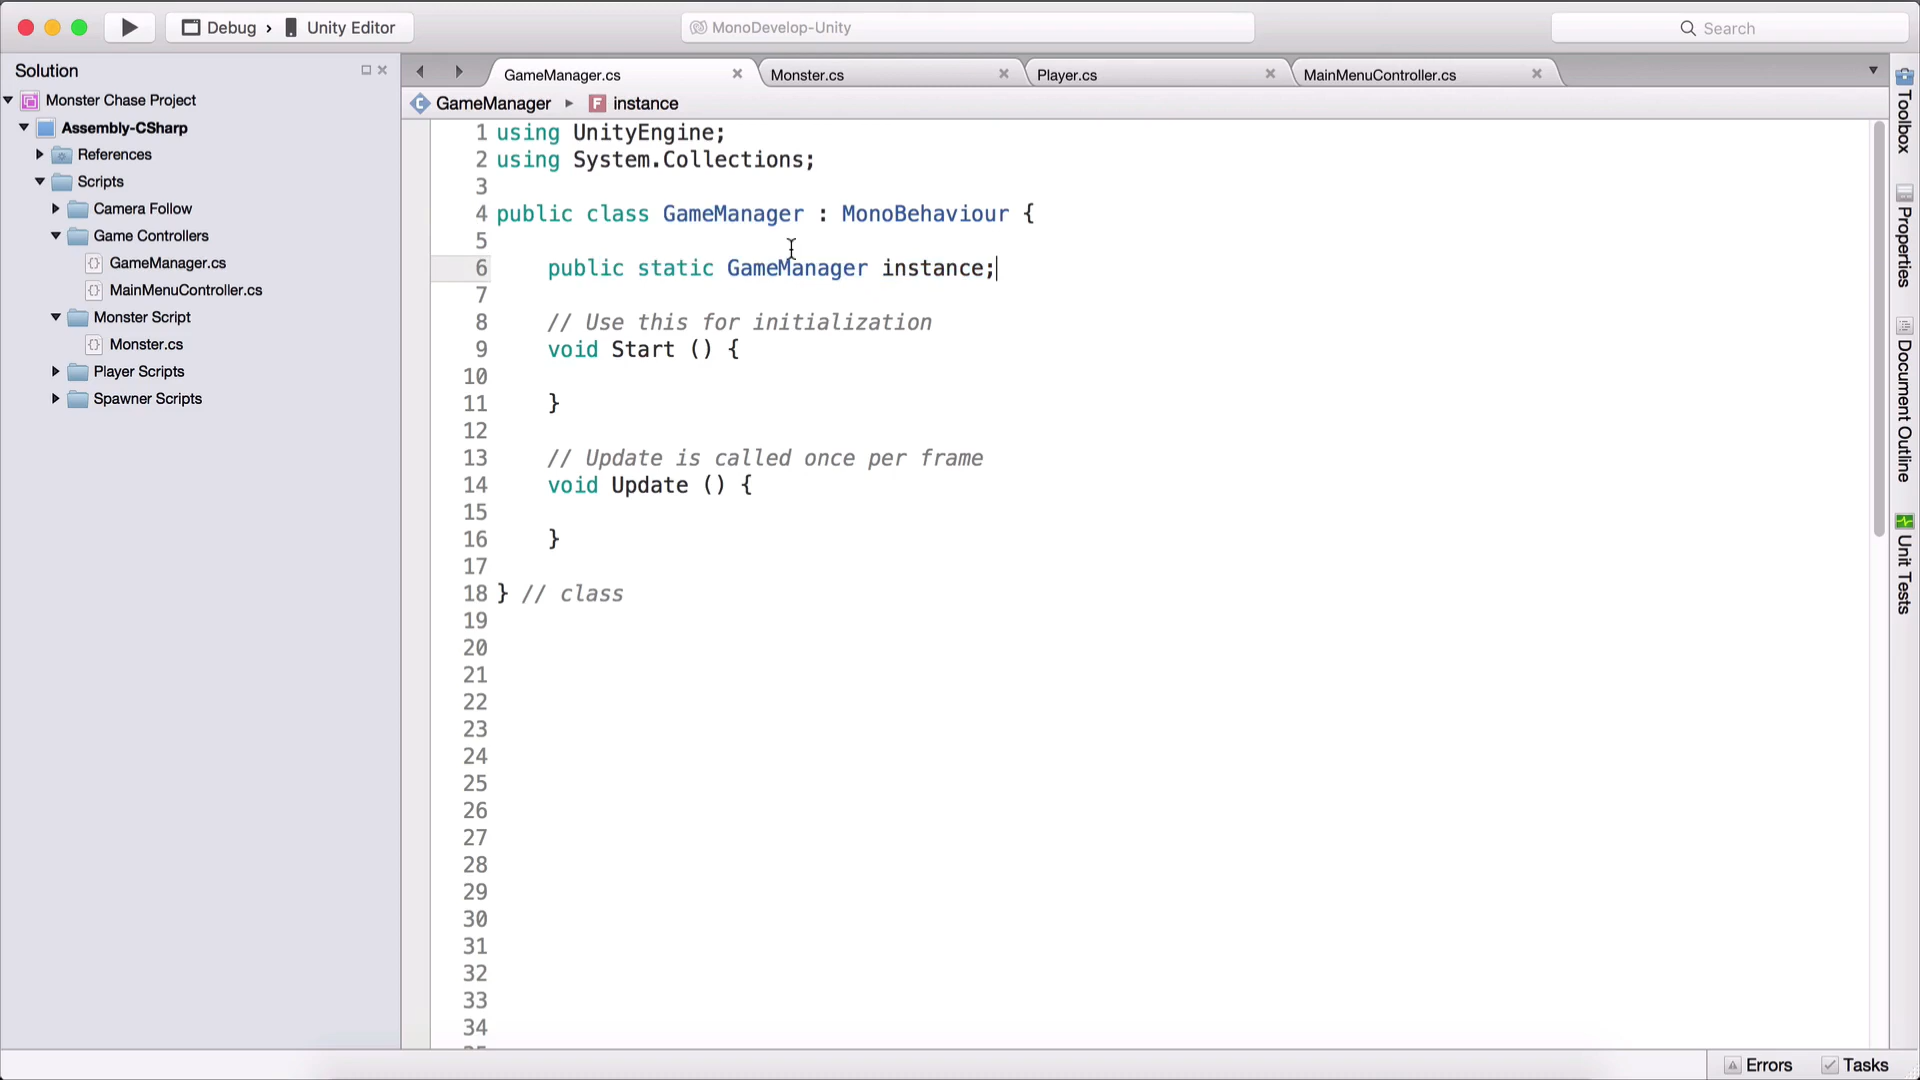 Debug › Unity Editor
MonoDevelop-Unity
Search
Solution
Monster Chase Project
Assembly-CSharp
References
Scripts
Camera Follow
Game Controllers
GameManager.cs
MainMenuController.cs
Monster Script
Monster.cs
Player Scripts
Spawner Scripts
GameManager.cs
Monster.cs
Player.cs
MainMenuController.cs
GameManager ▸ F instance
1 using UnityEngine;
2 using System.Collections;
3
4 public class GameManager : MonoBehaviour {
5
6 public static GameManager instance;
7
8 // Use this for initialization
9 void Start () {
10
11 }
12
13 // Update is called once per frame
14 void Update () {
15
16 }
17
18 } // class
19
20
21
22
23
24
25
26
27
28
29
30
31
32
33
34
Toolbox
Properties
Document Outline
Unit Tests
Errors
Tasks